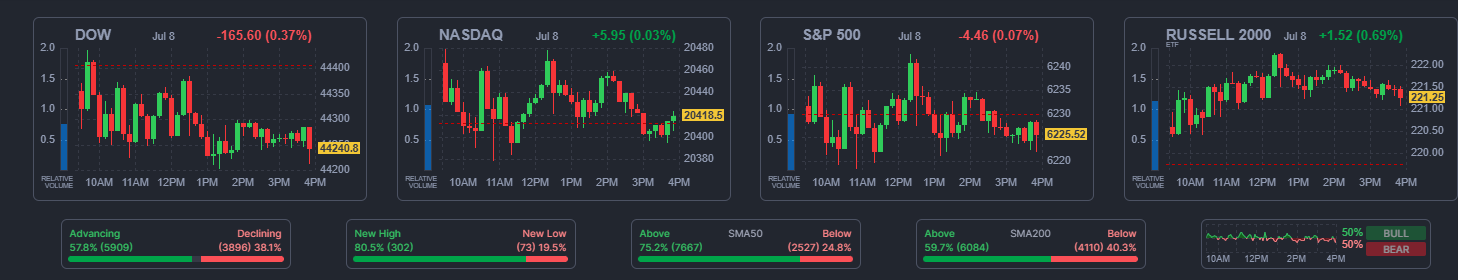 DOW Jul 8 -165.60 (0.37%)
2.0
1.5
1.0
0.5
44400
44350
44300
44250
44240.8
44200
RELATIVE
VOLUME
10AM 11AM 12PM 1PM 2PM 3PM 4PM
NASDAQ Jul 8 +5.95 (0.03%)
2.0
1.5
1.0
0.5
20480
20460
20440
20418.5
20400
20380
RELATIVE
VOLUME
10AM 11AM 12PM 1PM 2PM 3PM 4PM
S&P 500 Jul 8 -4.46 (0.07%)
2.0
1.5
1.0
0.5
6240
6235
6230
6225.52
6220
RELATIVE
VOLUME
10AM 11AM 12PM 1PM 2PM 3PM 4PM
RUSSELL 2000 Jul 8 +1.52 (0.69%)
ETF
2.0
1.5
1.0
0.5
222.00
221.50
221.25
221.00
220.50
220.00
RELATIVE
VOLUME
10AM 11AM 12PM 1PM 2PM 3PM 4PM
Advancing Declining
57.8% (5909) (3896) 38.1%
New High New Low
80.5% (302) (73) 19.5%
Above SMA50 Below
75.2% (7667) (2527) 24.8%
Above SMA200 Below
59.7% (6084) (4110) 40.3%
50% BULL
50% BEAR
10AM 12PM 2PM 4PM